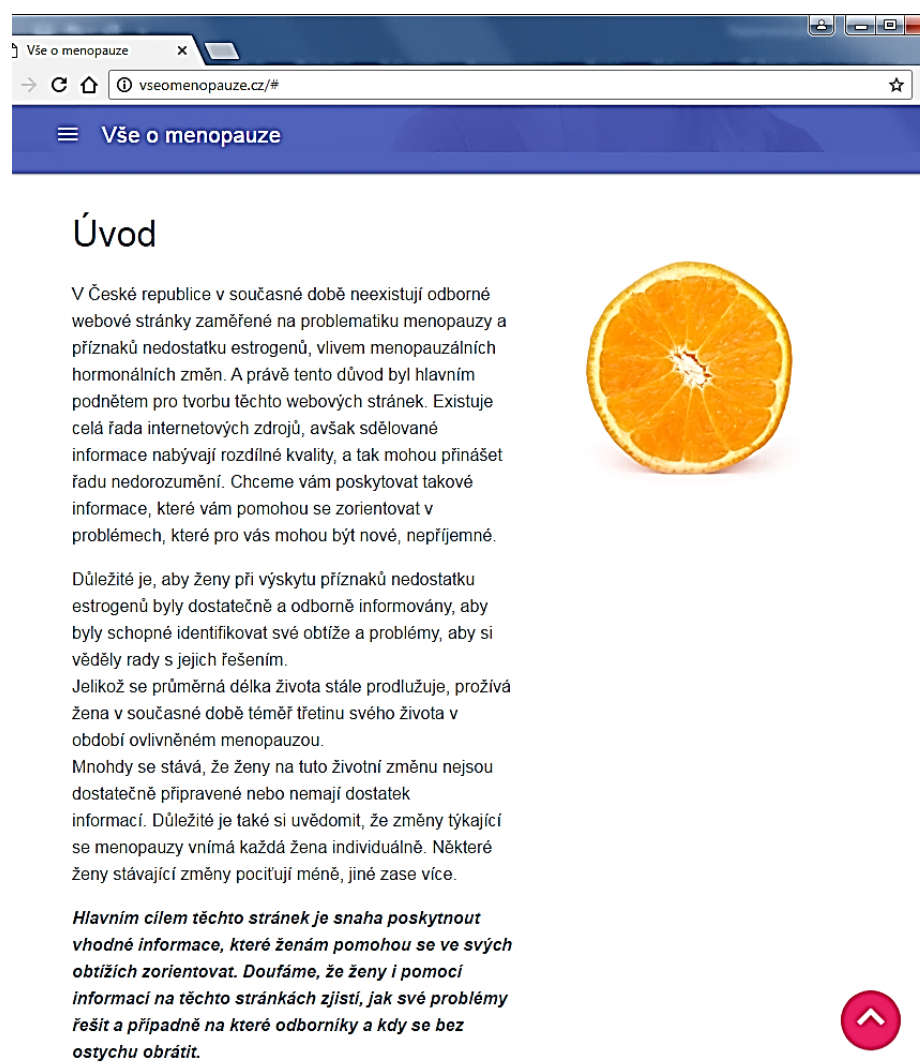 Vše o menopauze
vseomenopauze.cz/#
Vše o menopauze
Úvod
V České republice v současné době neexistují odborné
webové stránky zaměřené na problematiku menopauzy a
příznaků nedostatku estrogenů, vlivem menopauzálních
hormonálních změn. A právě tento důvod byl hlavním
podnětem pro tvorbu těchto webových stránek. Existuje
celá řada internetových zdrojů, avšak sdělované
informace nabývají rozdílné kvality, a tak mohou přinášet
řadu nedorozumění. Chceme vám poskytovat takové
informace, které vám pomohou se zorientovat v
problémech, které pro vás mohou být nové, nepříjemné.
Důležité je, aby ženy při výskytu příznaků nedostatku
estrogenů byly dostatečně a odborně informovány, aby
byly schopné identifikovat své obtíže a problémy, aby si
věděly rady s jejich řešením.
Jelikož se průměrná délka života stále prodlužuje, prožívá
žena v současné době téměř třetinu svého života v
období ovlivněném menopauzou.
Mnohdy se stává, že ženy na tuto životní změnu nejsou
dostatečně připravené nebo nemají dostatek
informací. Důležité je také si uvědomit, že změny týkající
se menopauzy vnímá každá žena individuálně. Některé
ženy stávající změny pociťují méně, jiné zase více.
Hlavním cílem těchto stránek je snaha poskytnout
vhodné informace, které ženám pomohou se ve svých
obtížích zorientovat. Doufáme, že ženy i pomocí
informací na těchto stránkách zjistí, jak své problémy
řešit a případně na které odborníky a kdy se bez
ostychu obrátit.